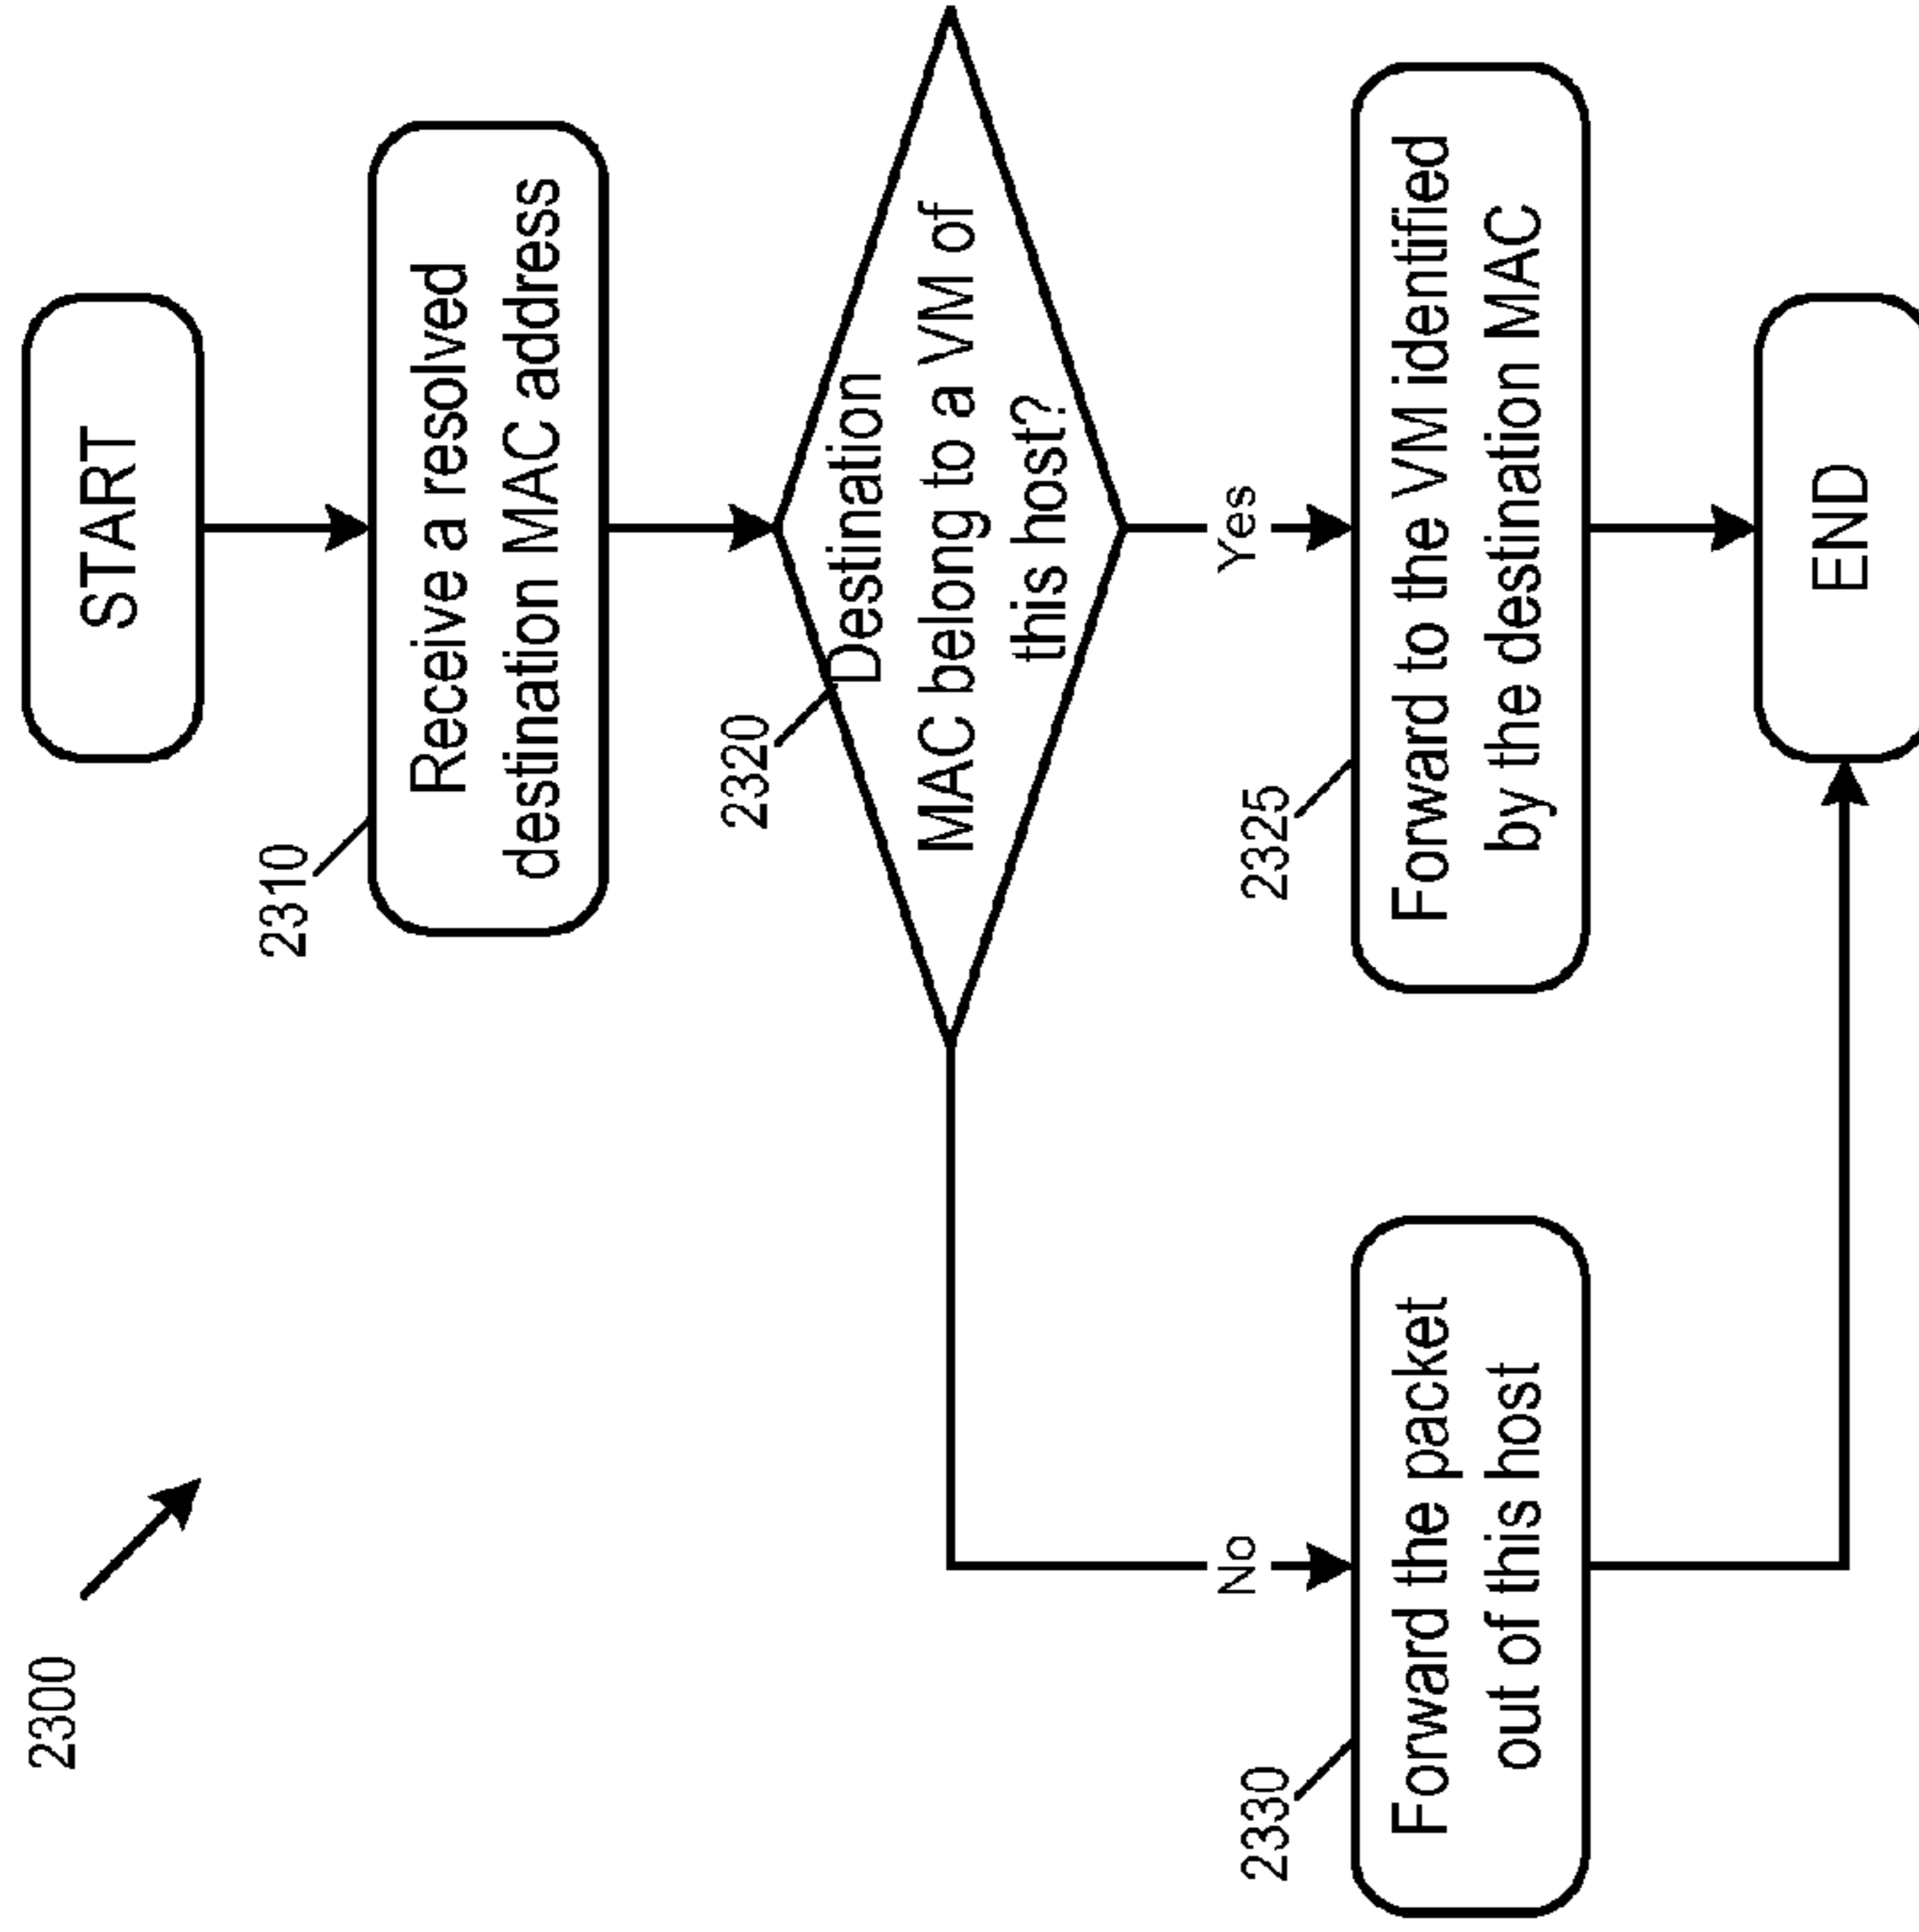 2300
START
2310
Receive a resolved
destination MAC address
2320
Destination
MAC belong to a VM of
this host?
No
Yes
2330
Forward the packet
out of this host
2325
Forward to the VM identified
by the destination MAC
END